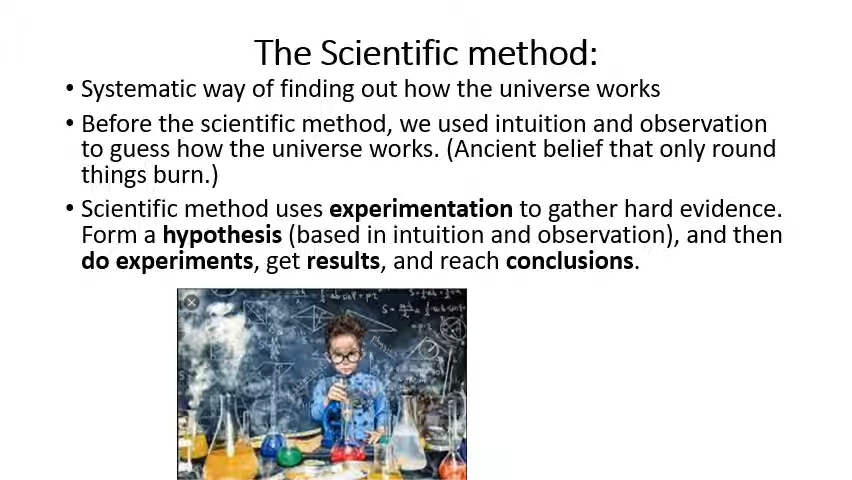 The Scientific method:
• Systematic way of finding out how the universe works
• Before the scientific method, we used intuition and observation
to guess how the universe works. (Ancient belief that only round
things burn.)
• Scientific method uses experimentation to gather hard evidence.
Form a hypothesis (based in intuition and observation), and then
do experiments, get results, and reach conclusions.